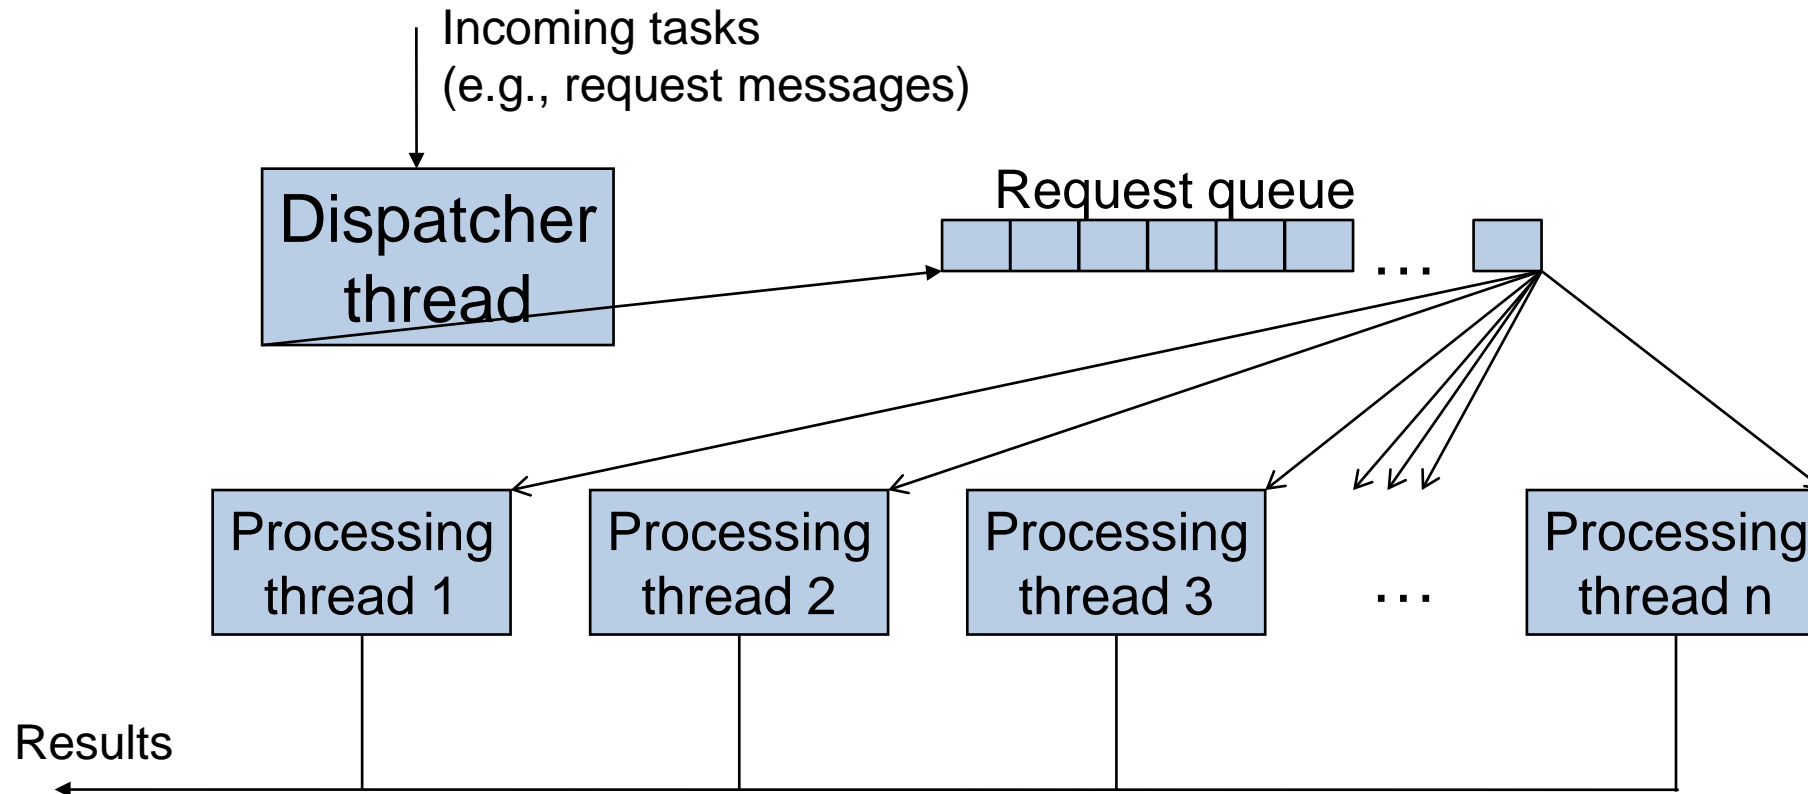 Incoming tasks
(e.g., request messages)
Dispatcher
thread
Request queue
…
Processing
thread 1
Processing
thread 2
Processing
thread 3
…
Processing
thread n
Results